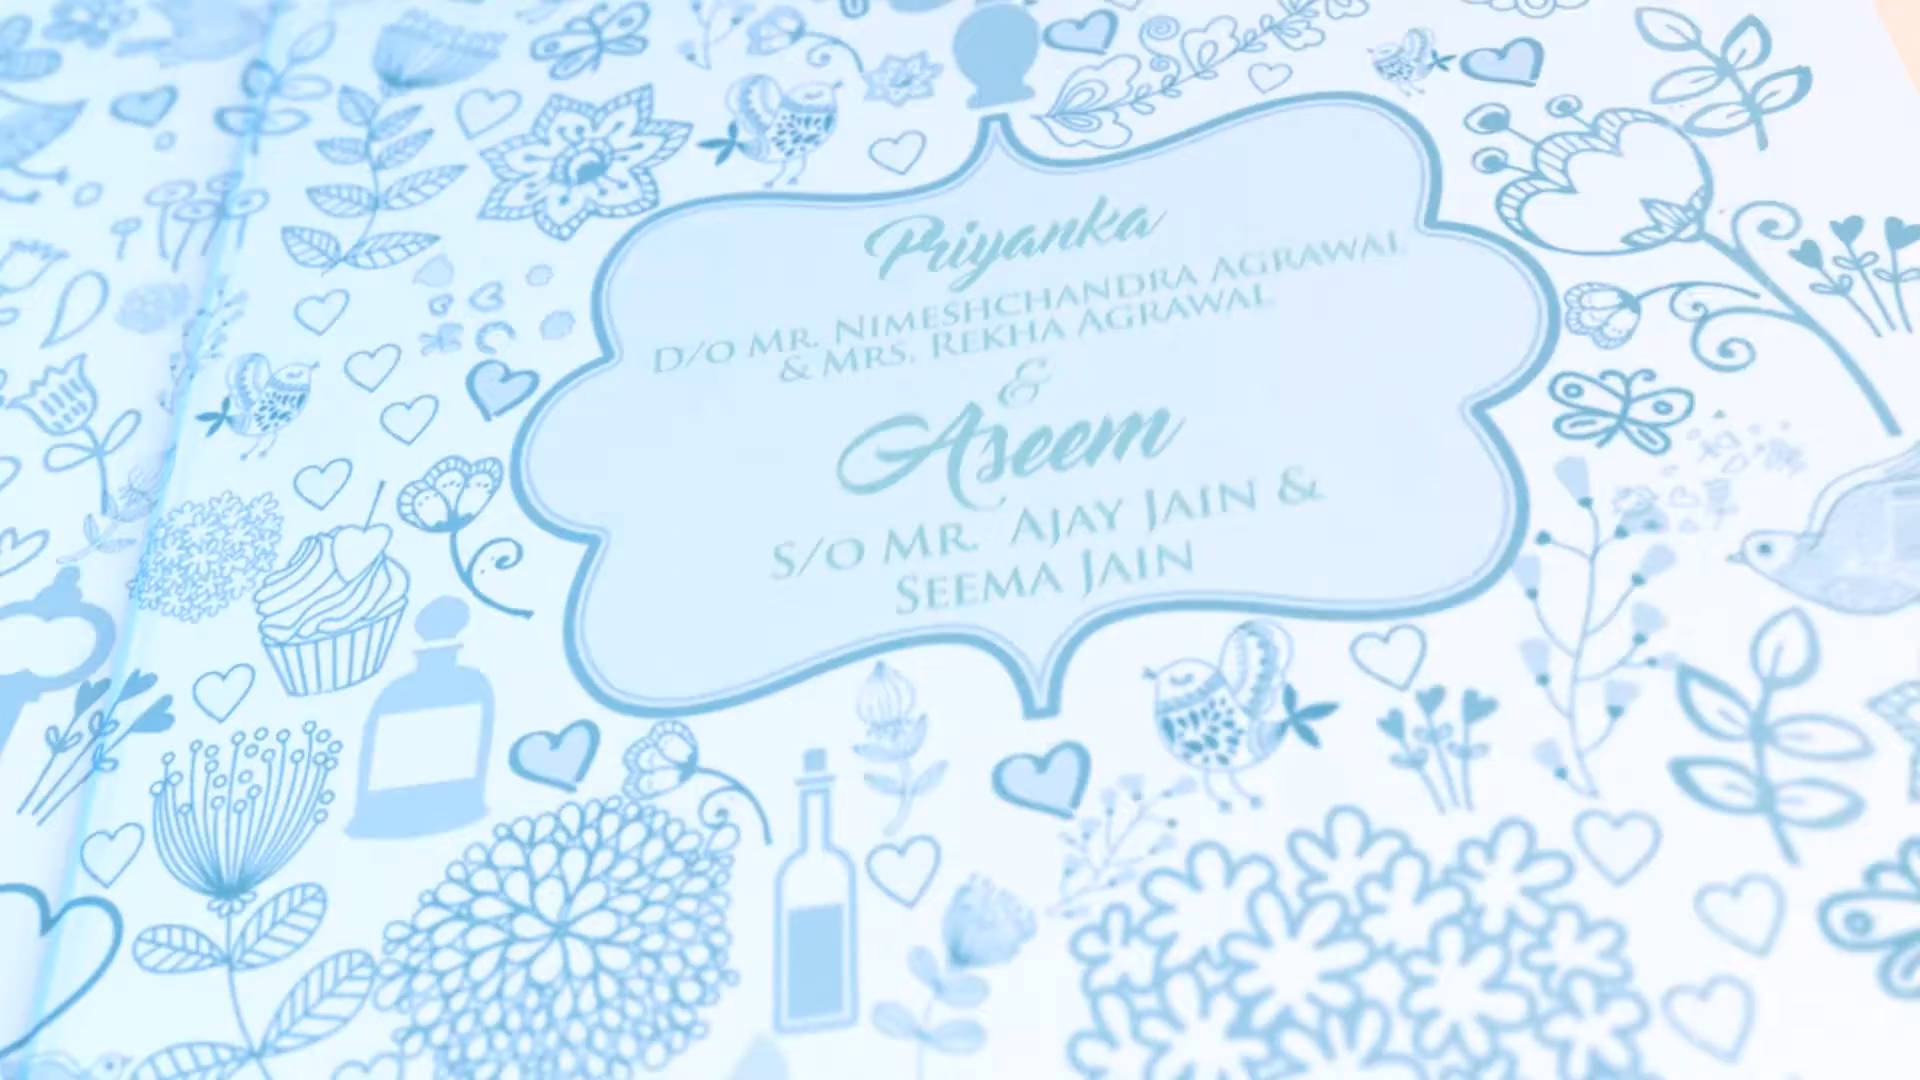 Priyanka
D/O MR. NIMESHCHANDRA AGRAWAL
& MRS. REKHA AGRAWAL
&
Aseem
S/O MR. AJAY JAIN &
SEEMA JAIN